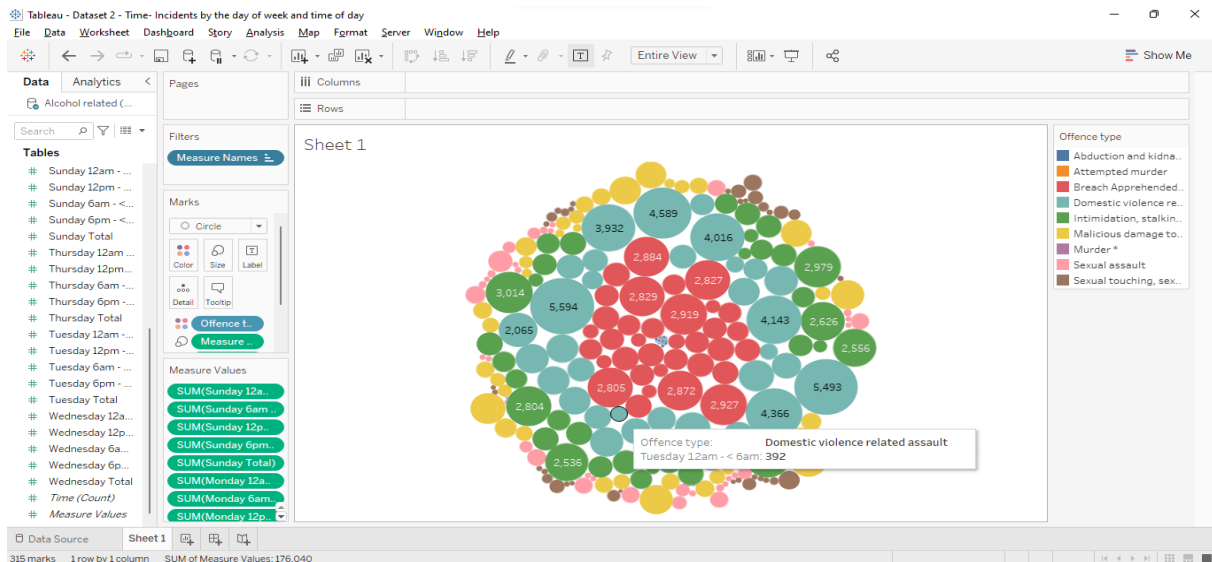 Tableau - Dataset 2 - Time- Incidents by the day of week and time of day
File Data Worksheet Dashboard Story Analysis Map Format Server Window Help
Entire View
Show Me
Data Analytics
Alcohol related (...
Search
Tables
Sunday 12am - ...
Sunday 12pm - ...
Sunday 6am - <...
Sunday 6pm - <...
Sunday Total
Thursday 12am ...
Thursday 12pm...
Thursday 6am - ...
Thursday 6pm - ...
Thursday Total
Tuesday 12am - ...
Tuesday 12pm -...
Tuesday 6am - ...
Tuesday 6pm - ...
Tuesday Total
Wednesday 12a...
Wednesday 12p...
Wednesday 6a...
Wednesday 6p...
Wednesday Total
Time (Count)
Measure Values
Pages
Filters
Measure Names
Marks
Circle
Color Size Label
Detail Tooltip
Offence t...
Measure ..
Measure Values
SUM(Sunday 12a..
SUM(Sunday 6am ..
SUM(Sunday 12p..
SUM(Sunday 6pm..
SUM(Sunday Total)
SUM(Monday 12a..
SUM(Monday 6am..
SUM(Monday 12p..
Columns
Rows
Sheet 1
4,589
3,932
4,016
2,884
2,979
2,827
3,014
2,829
5,594
2,919
4,143
2,626
2,065
2,556
2,805
2,872
5,493
2,804
2,927
4,366
2,536
Offence type: Domestic violence related assault
Tuesday 12am - < 6am: 392
Offence type
Abduction and kidna..
Attempted murder
Breach Apprehended..
Domestic violence re..
Intimidation, stalkin..
Malicious damage to..
Murder *
Sexual assault
Sexual touching, sex..
Data Source Sheet 1
315 marks 1 row by 1 column SUM of Measure Values: 176,040